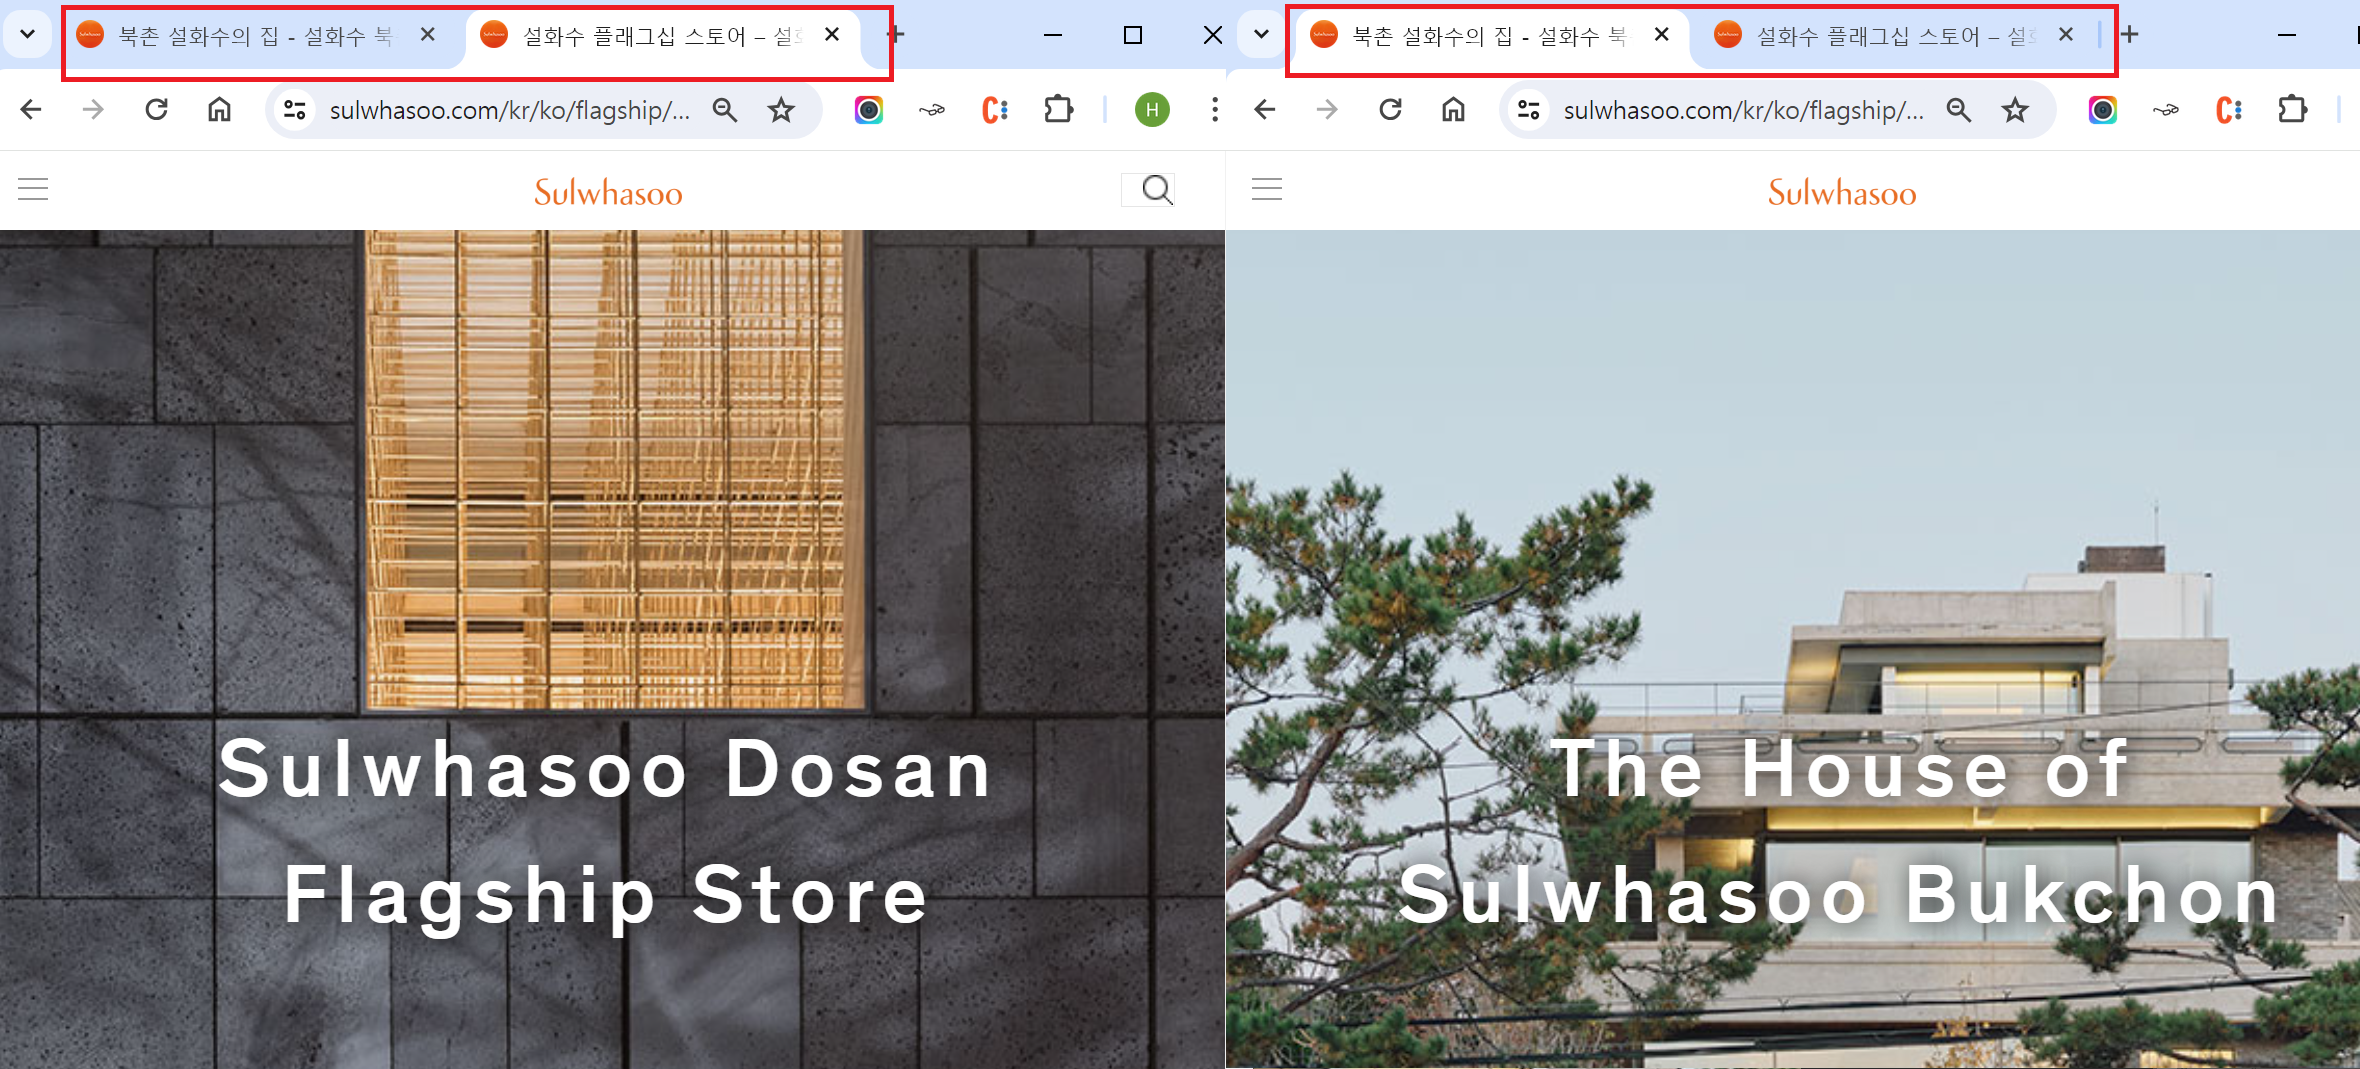 북촌 설화수의 집 - 설화수 북
설화수 플래그십 스토어 – 설
sulwhasoo.com/kr/ko/flagship/...
H
Sulwhasoo
Sulwhasoo Dosan
Flagship Store
북촌 설화수의 집 - 설화수 북
설화수 플래그십 스토어 – 설
sulwhasoo.com/kr/ko/flagship/...
Sulwhasoo
The House of
Sulwhasoo Bukchon